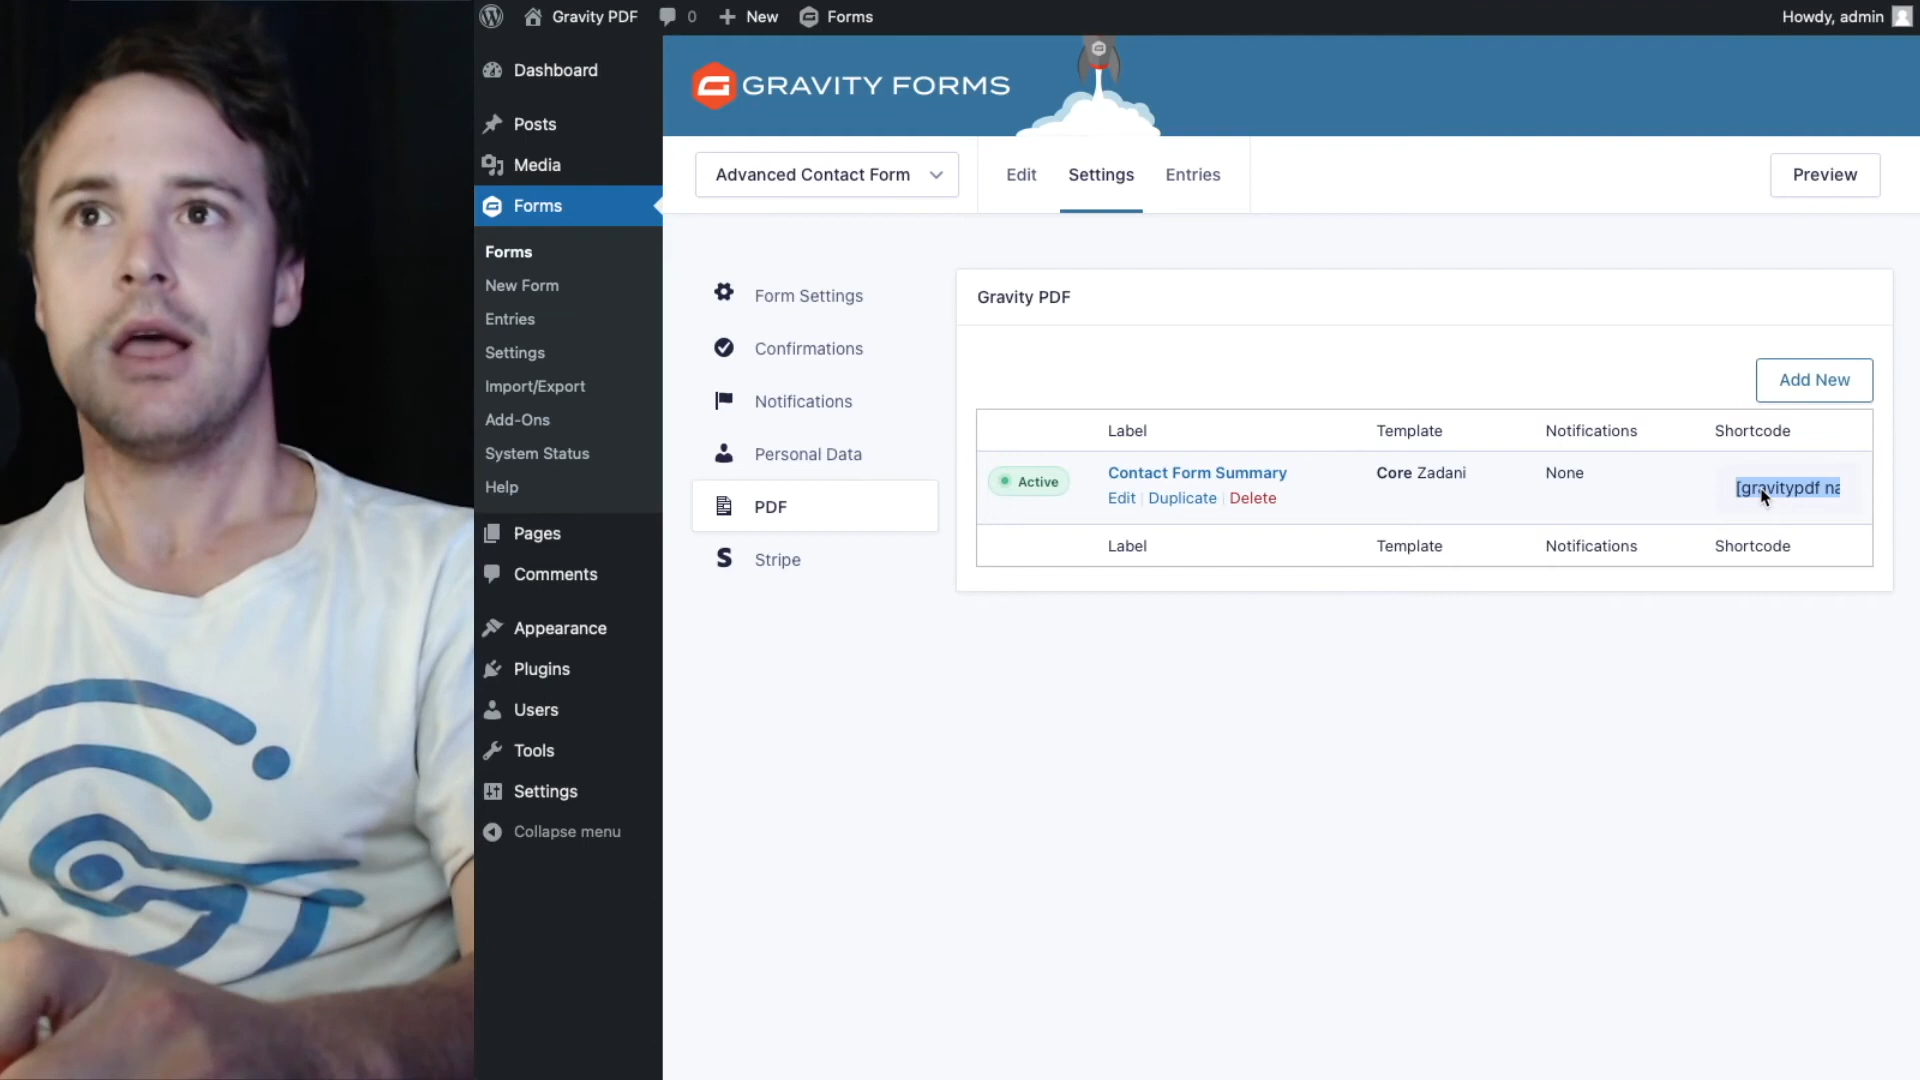 Gravity PDF
0
New
Forms
Howdy, admin
Dashboard
Posts
Media
Forms
Forms
New Form
Entries
Settings
Import/Export
Add-Ons
System Status
Help
Pages
Comments
Appearance
Plugins
Users
Tools
Settings
Collapse menu
GRAVITY FORMS
Advanced Contact Form
Edit
Settings
Entries
Preview
Form Settings
Confirmations
Notifications
Personal Data
PDF
Stripe
Gravity PDF
Add New
Label Template Notifications Shortcode
Active Contact Form Summary Core Zadani None [gravitypdf na
Edit | Duplicate | Delete
Label Template Notifications Shortcode